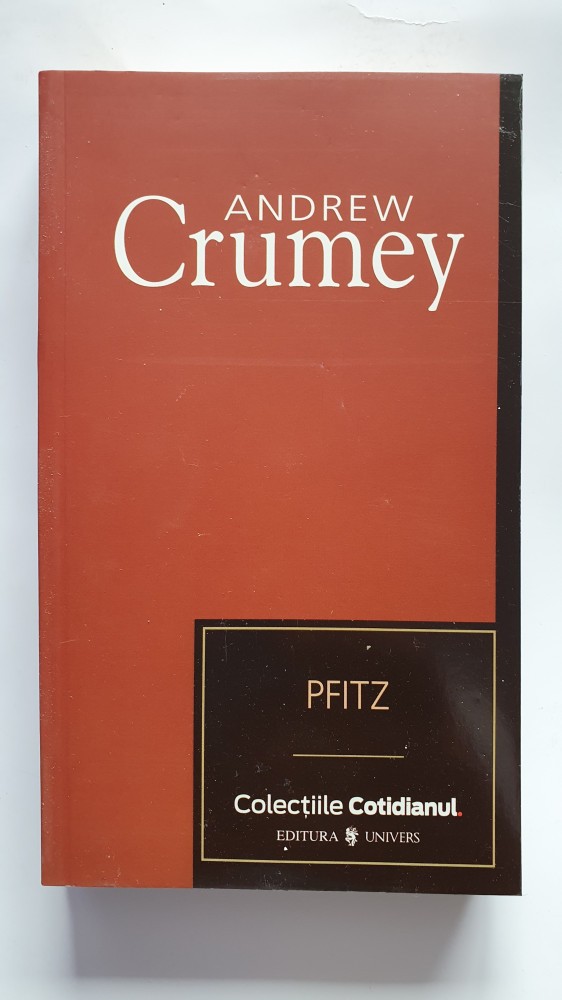 ANDREW
Crumey
PFITZ
Colecțiile Cotidianul.
EDITURA UNIVERS